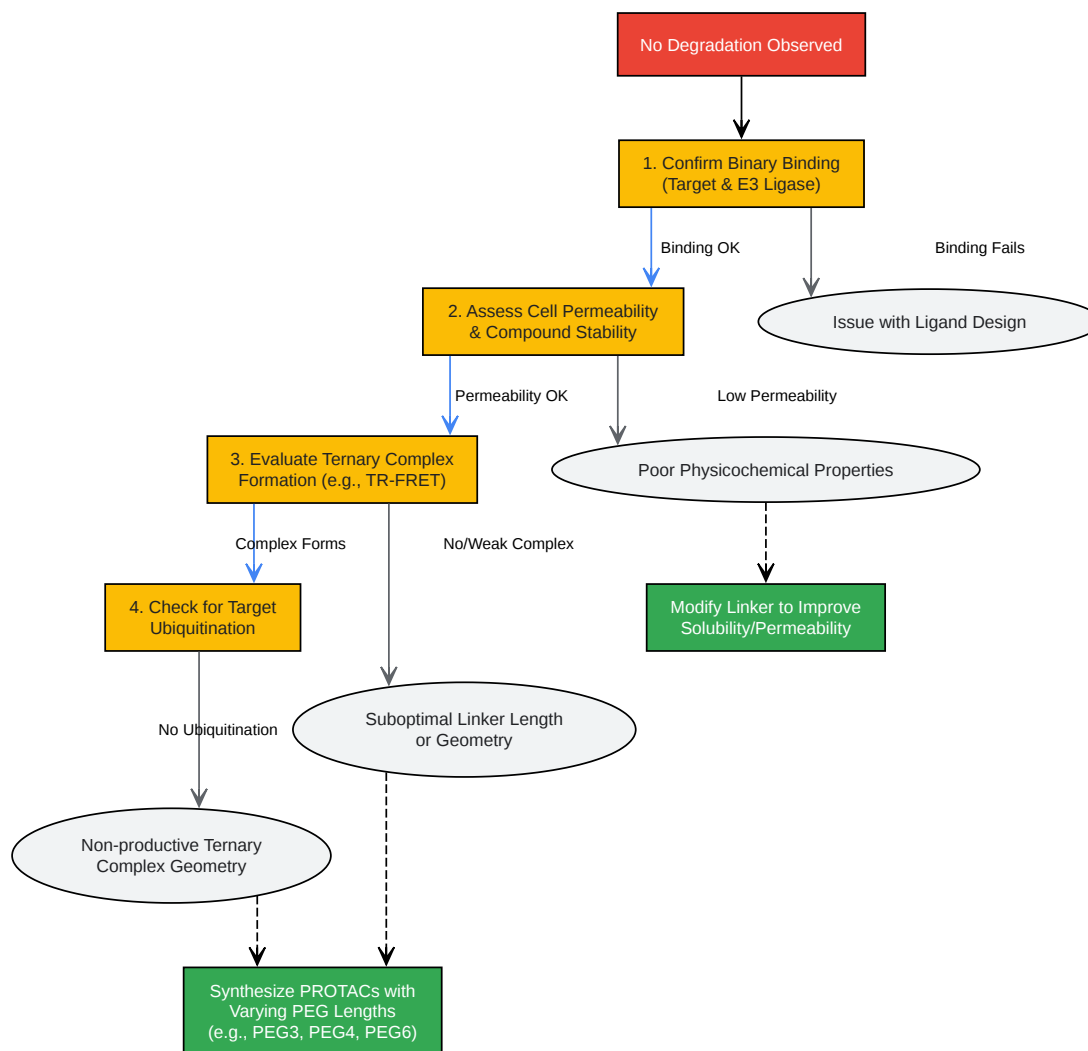 No Degradation Observed
1. Confirm Binary Binding
(Target & E3 Ligase)
Binding OK
Binding Fails
2. Assess Cell Permeability
& Compound Stability
Issue with Ligand Design
Permeability OK
Low Permeability
3. Evaluate Ternary Complex
Formation (e.g., TR-FRET)
Poor Physicochemical Properties
Complex Forms
No/Weak Complex
4. Check for Target
Ubiquitination
Modify Linker to Improve
Solubility/Permeability
No Ubiquitination
Suboptimal Linker Length
or Geometry
Non-productive Ternary
Complex Geometry
Synthesize PROTACs with
Varying PEG Lengths
(e.g., PEG3, PEG4, PEG6)